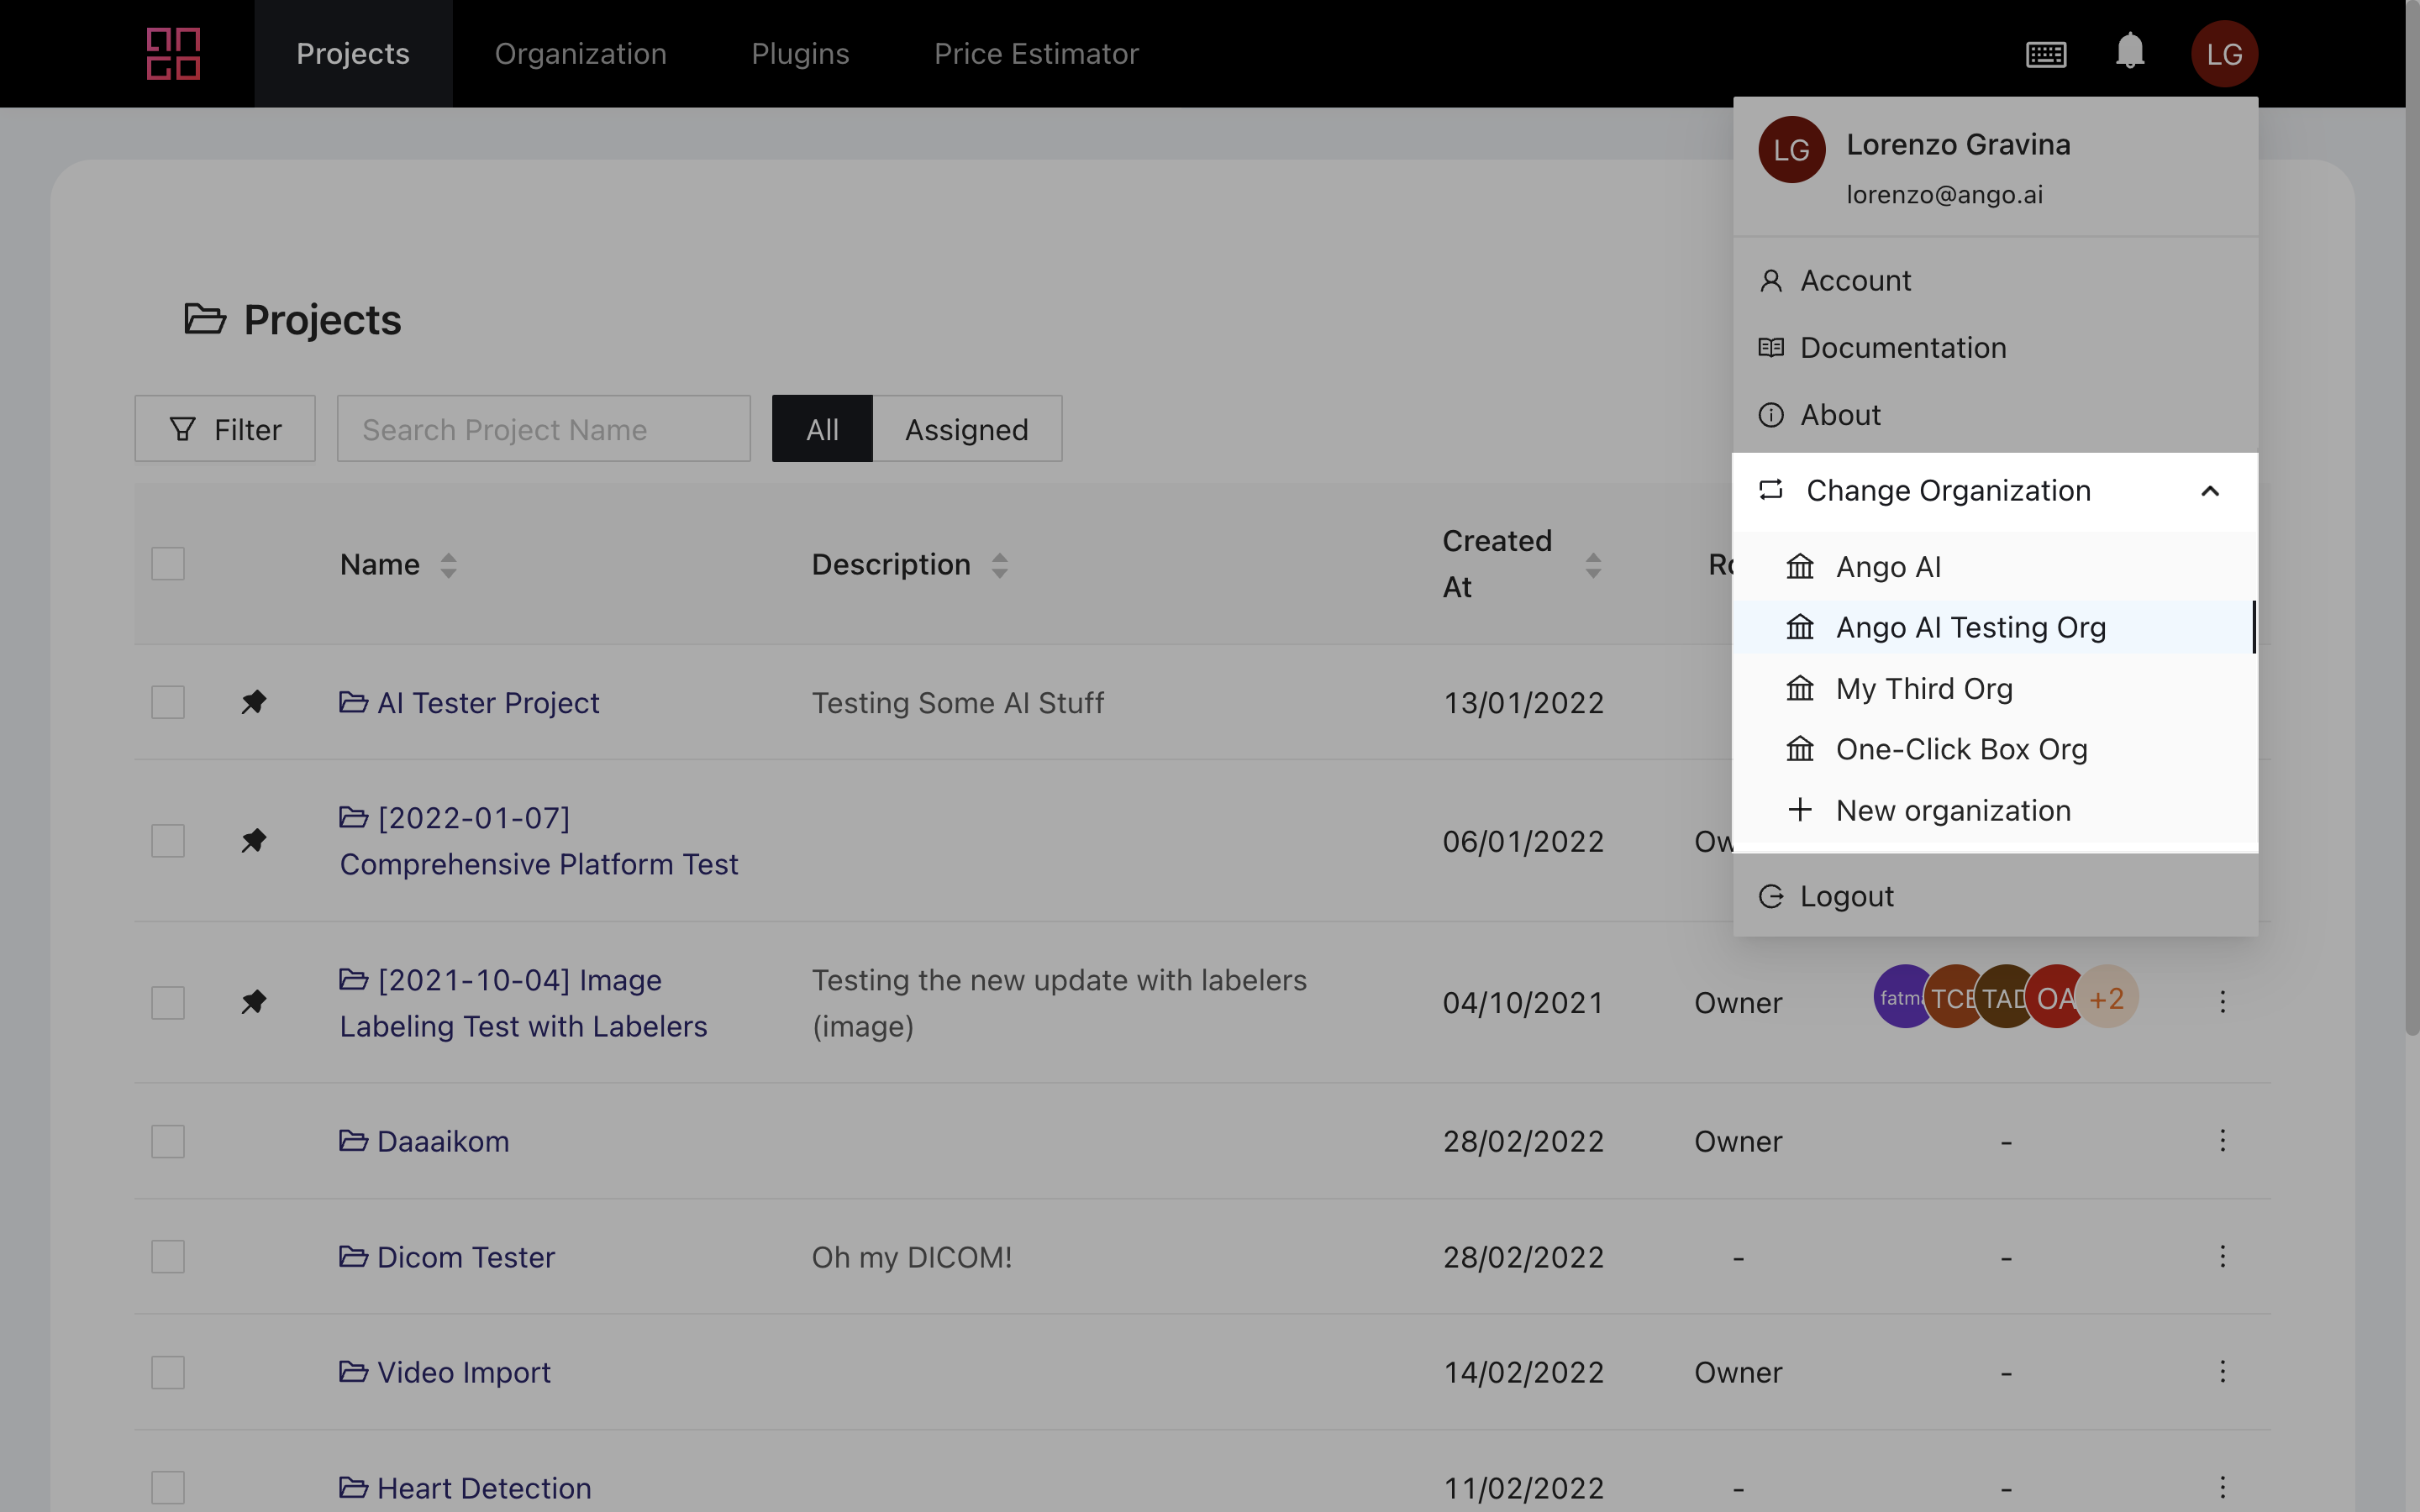 Projects
Organization
Plugins
Price Estimator
LG
LG
Lorenzo Gravina
lorenzo@ango.ai
Account
Documentation
About
Change Organization
Ango AI
Ango AI Testing Org
My Third Org
One-Click Box Org
New organization
Logout
Projects
Filter
Search Project Name
All
Assigned
Name
Description
Created
At
AI Tester Project
Testing Some AI Stuff
13/01/2022
[2022-01-07]
Comprehensive Platform Test
06/01/2022
[2021-10-04] Image
Labeling Test with Labelers
Testing the new update with labelers
(image)
04/10/2021
Owner
TAD
OA
+2
Daaaikom
28/02/2022
Owner
-
Dicom Tester
Oh my DICOM!
28/02/2022
-
-
Video Import
14/02/2022
Owner
-
Heart Detection
11/02/2022
-
-